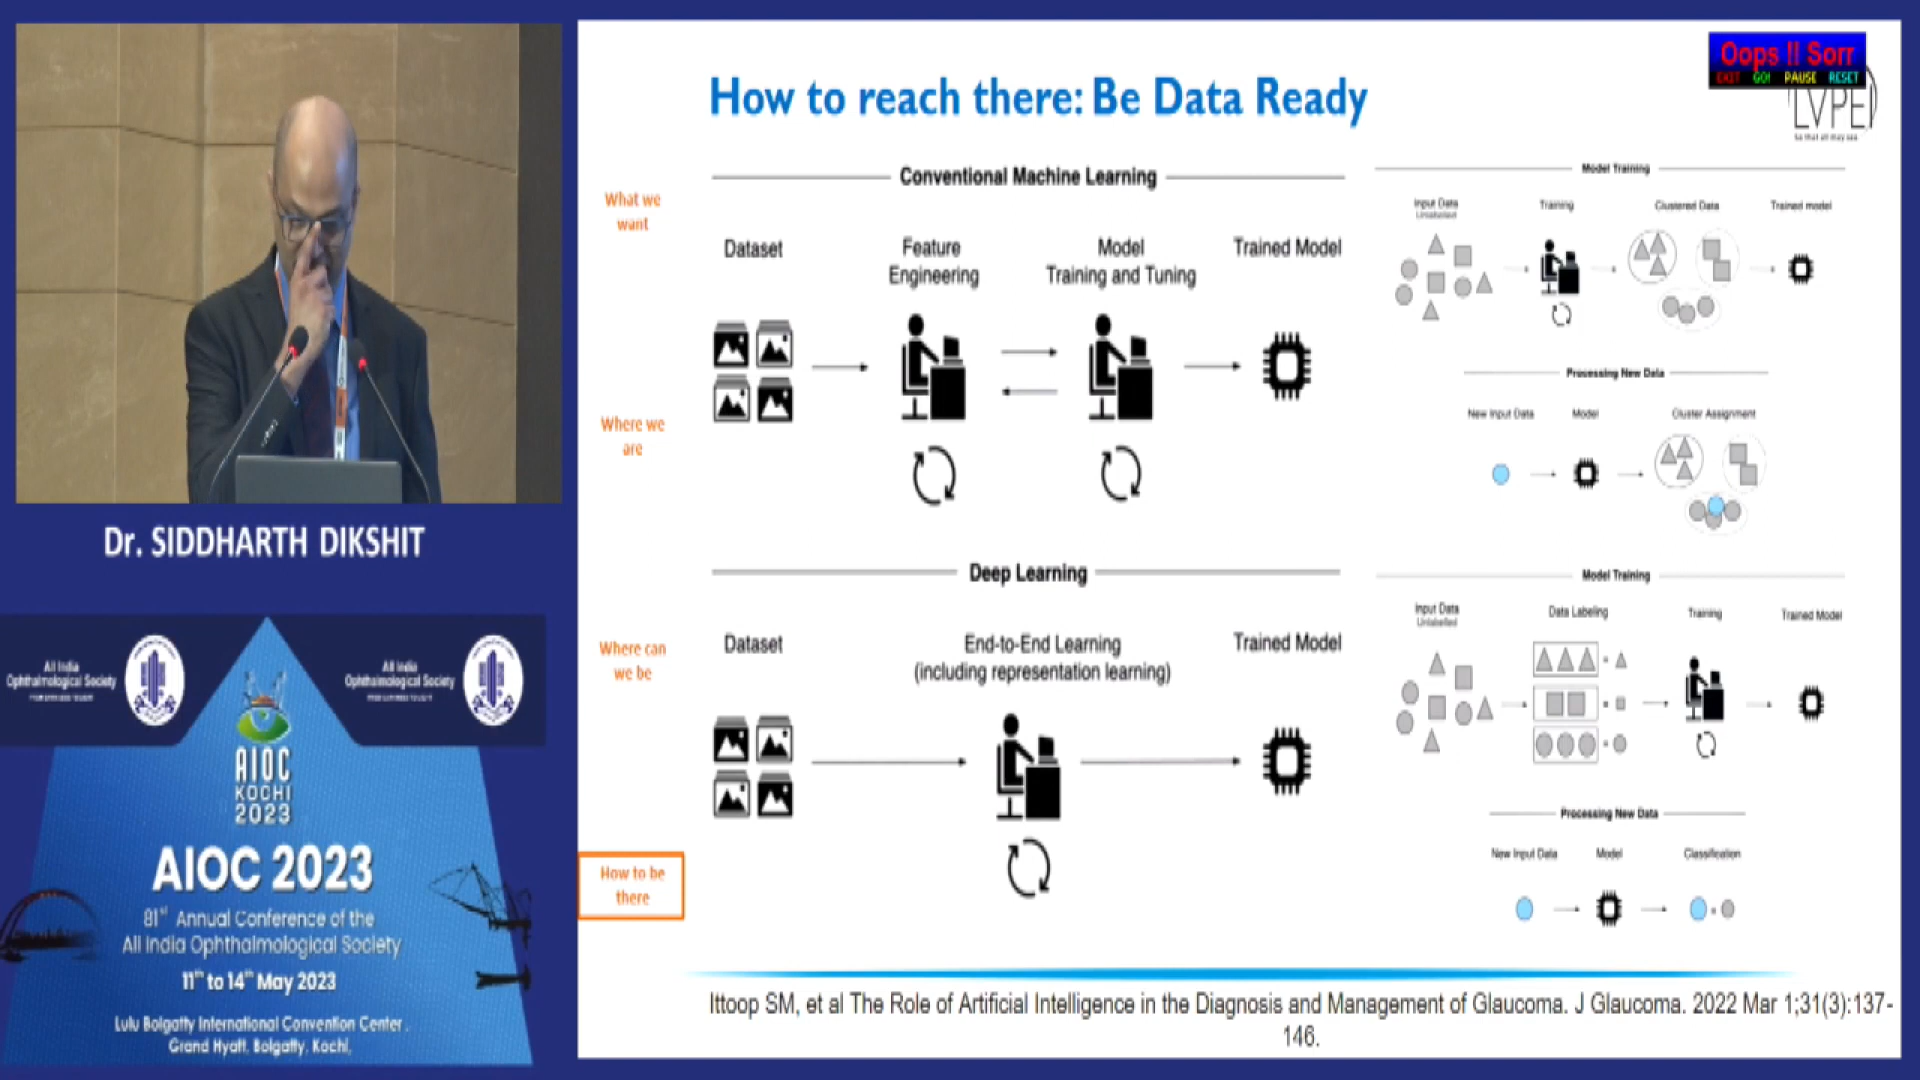 Dr. SIDDHARTH DIKSHIT
All India
Ophthalmological Society
All India
Ophthalmological Society
AIOC
KOCHI
2023
AIOC 2023
81st Annual Conference of the
All India Ophthalmological Society
11th to 14th May 2023
Lulu Bolgatty International Convention Center .
Grand Hyatt, Bolgatty, Kochi,
Oops !! Sorr
EXIT GO! PAUSE RESET
LVPEI
So that all may see
How to reach there: Be Data Ready
What we
want
Where we
are
Where can
we be
How to be
there
Conventional Machine Learning
Dataset
Feature
Engineering
Model
Training and Tuning
Trained Model
Deep Learning
Dataset
End-to-End Learning
(including representation learning)
Trained Model
Model Training
Input Data
Unlabelled
Training
Clustered Data
Trained model
Processing New Data
New Input Data
Model
Cluster Assignment
Model Training
Input Data
Unlabelled
Data Labeling
Training
Trained Model
Processing New Data
New Input Data
Model
Classification
Ittoop SM, et al The Role of Artificial Intelligence in the Diagnosis and Management of Glaucoma. J Glaucoma. 2022 Mar 1;31(3):137-
146.